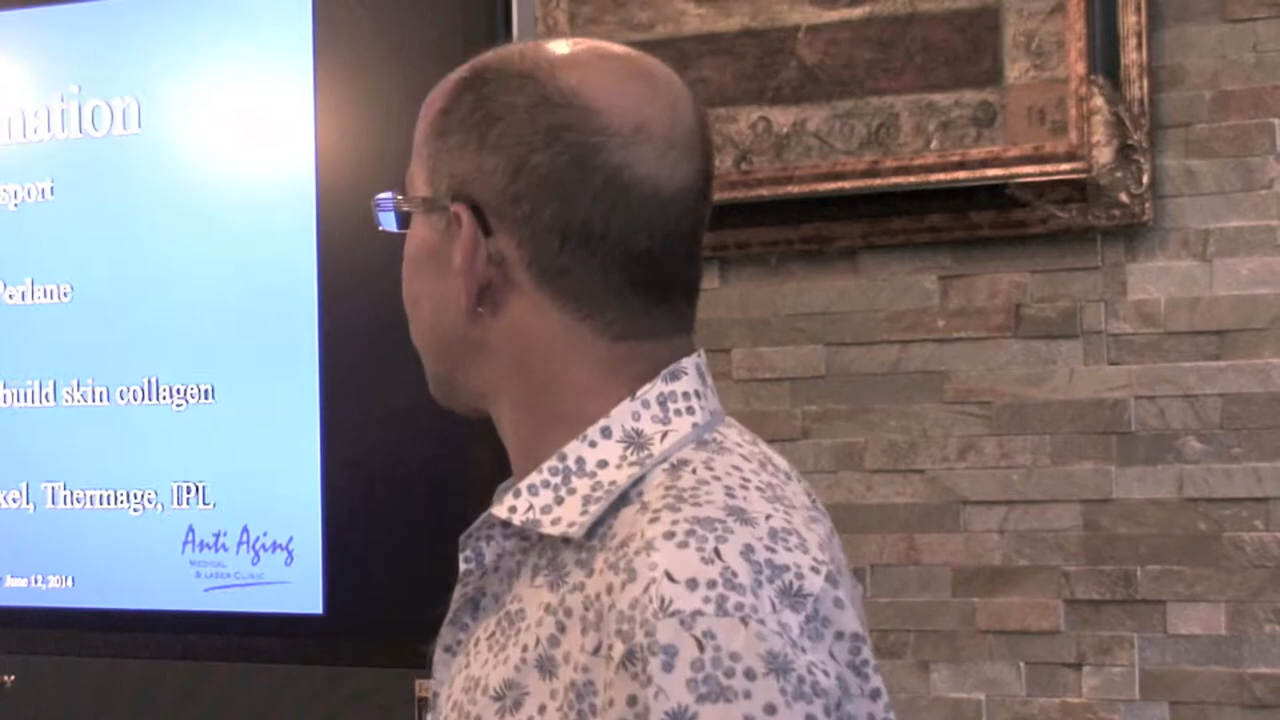 nation
sport
Perlane
build skin collagen
xel, Thermage, IPL
Anti Aging
MEDICAL
& LASER CLINIC
June 12, 2014